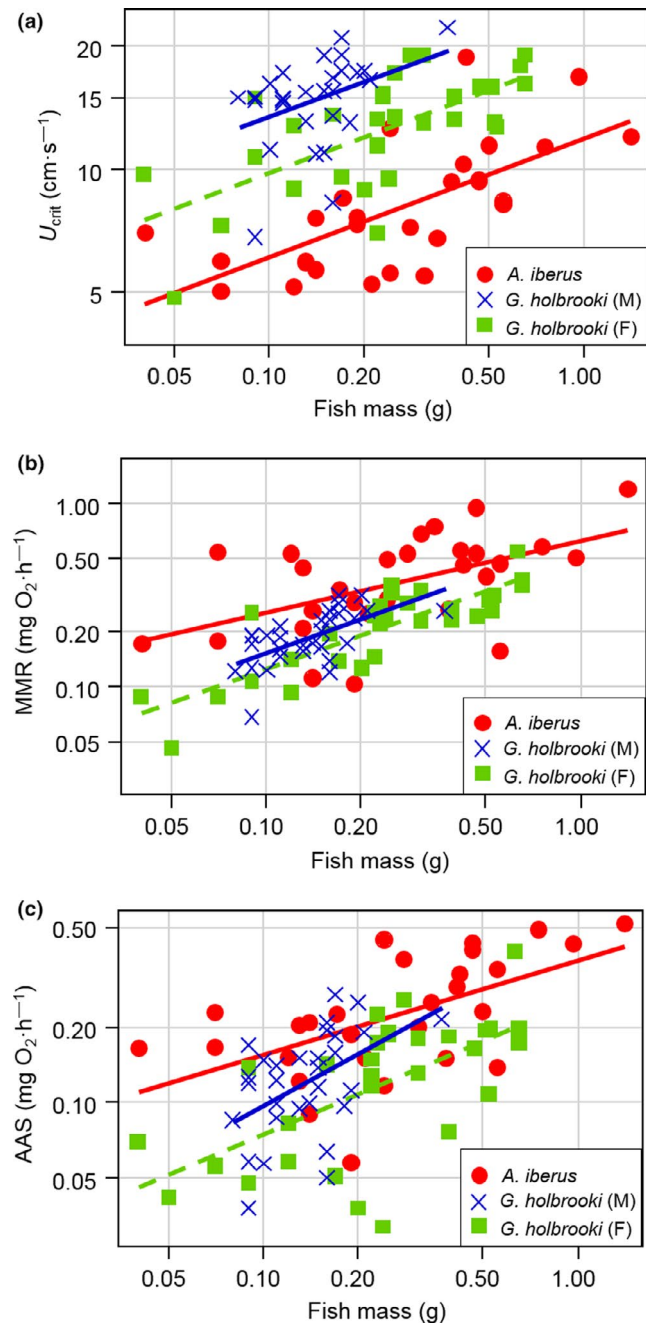 (a)
20
15
10
5
U_crit (cm·s⁻¹)
A. iberus
G. holbrooki (M)
G. holbrooki (F)
0.05 0.10 0.20 0.50 1.00
Fish mass (g)
(b)
1.00
0.50
0.20
0.10
0.05
MMR (mg O₂·h⁻¹)
A. iberus
G. holbrooki (M)
G. holbrooki (F)
0.05 0.10 0.20 0.50 1.00
Fish mass (g)
(c)
0.50
0.20
0.10
0.05
AAS (mg O₂·h⁻¹)
A. iberus
G. holbrooki (M)
G. holbrooki (F)
0.05 0.10 0.20 0.50 1.00
Fish mass (g)